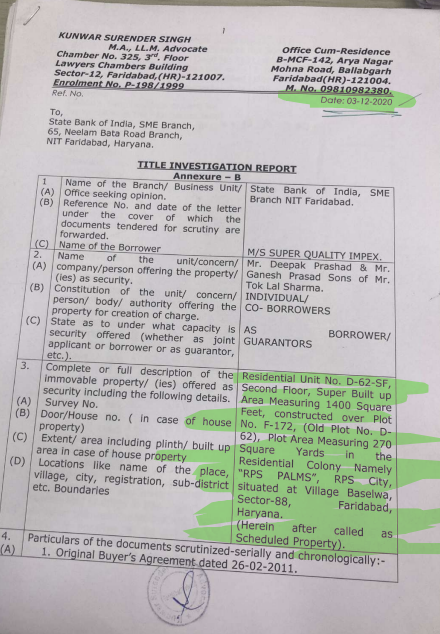 1
KUNWAR SURENDER SINGH
M.A., LL.M. Advocate
Chamber No. 325, 3rd. Floor
Lawyers Chambers Building
Sector-12, Faridabad,(HR)-121007.
Enrolment No. P-198/1999
Ref. No.
Office Cum-Residence
B-MCF-142, Arya Nagar
Mohna Road, Ballabgarh
Faridabad(HR)-121004.
M. No. 09810982380.
Date: 03-12-2020
To,
State Bank of India, SME Branch,
65, Neelam Bata Road Branch,
NIT Faridabad, Haryana.
TITLE INVESTIGATION REPORT
Annexure – B
1 Name of the Branch/ Business Unit/
(A) Office seeking opinion.
(B) Reference No. and date of the letter
under the cover of which the
documents tendered for scrutiny are
forwarded.
(C) Name of the Borrower
State Bank of India, SME
Branch NIT Faridabad.
M/S SUPER QUALITY IMPEX.
2. Name of the unit/concern/
(A) company/person offering the property/
(ies) as security.
(B) Constitution of the unit/ concern/
person/ body/ authority offering the
property for creation of charge.
(C) State as to under what capacity is
security offered (whether as joint
applicant or borrower or as guarantor,
etc.).
Mr. Deepak Prashad & Mr.
Ganesh Prasad Sons of Mr.
Tok Lal Sharma.
INDIVIDUAL/
CO- BORROWERS
AS BORROWER/
GUARANTORS
3. Complete or full description of the
immovable property/ (ies) offered as
security including the following details.
(A) Survey No.
(B) Door/House no. ( in case of house
property)
(C) Extent/ area including plinth/ built up
area in case of house property
(D) Locations like name of the place,
village, city, registration, sub-district
etc. Boundaries
Residential Unit No. D-62-SF,
Second Floor, Super Built up
Area Measuring 1400 Square
Feet, constructed over Plot
No. F-172, (Old Plot No. D-
62), Plot Area Measuring 270
Square Yards in the
Residential Colony Namely
“RPS PALMS”, RPS City,
situated at Village Baselwa,
Sector-88, Faridabad,
Haryana.
(Herein after called as
Scheduled Property).
4. Particulars of the documents scrutinized-serially and chronologically:-
(A) 1. Original Buyer’s Agreement dated 26-02-2011.